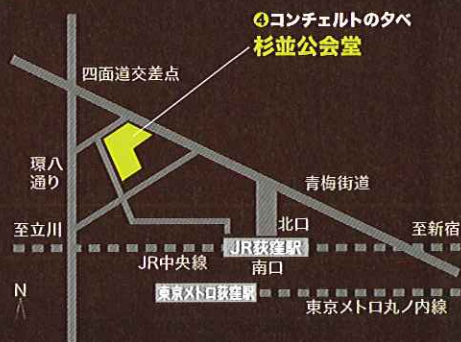 ❹コンチェルトの夕べ
杉並公会堂
四面道交差点
環八
通り
青梅街道
至立川
北口
至新宿
JR荻窪駅
JR中央線
南口
N
東京メトロ荻窪駅
東京メトロ丸ノ内線